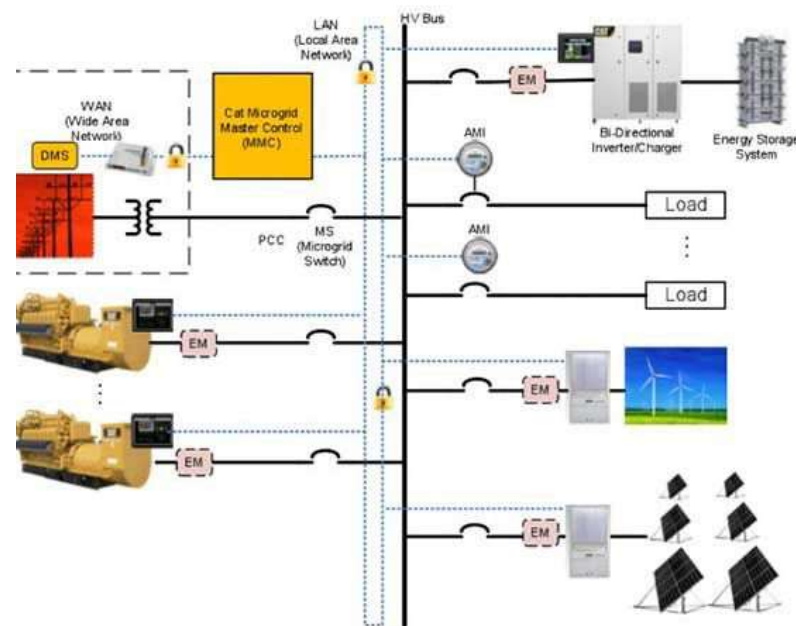 HV Bus
LAN
(Local Area
Network)
WAN
(Wide Area
Network)
DMS
Cat Microgrid
Master Control
(MMC)
PCC
MS
(Microgrid
Switch)
EM
EM
EM
CAT
Bi-Directional
Inverter/Charger
Energy Storage
System
AMI
Load
AMI
Load
EM
EM